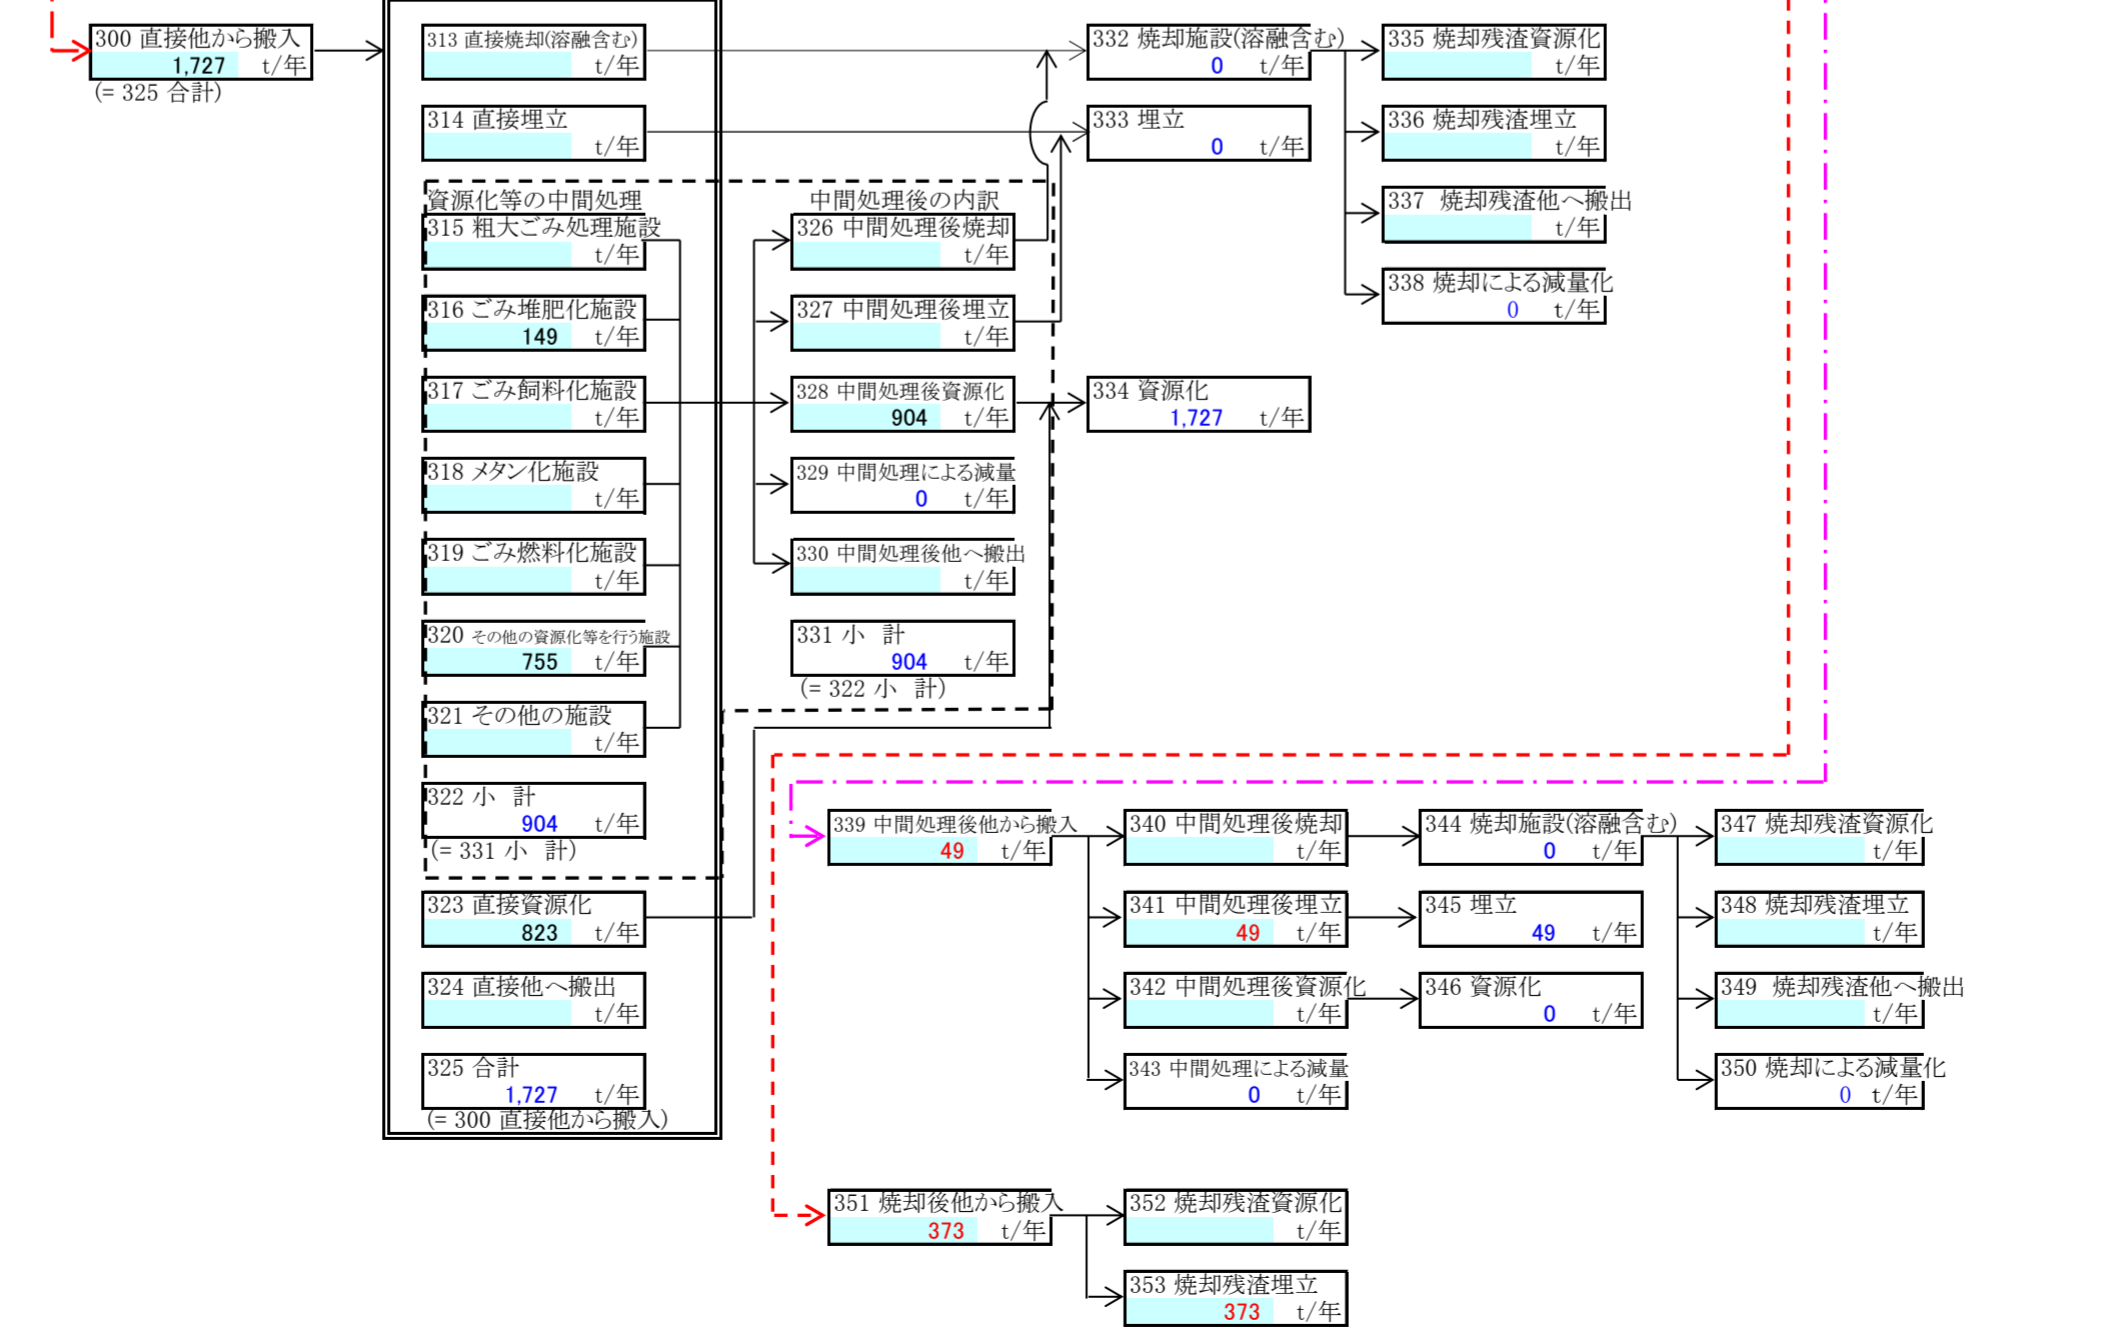 300 直接他から搬入
1,727 t/年
(= 325 合計)
313 直接焼却(溶融含む)
t/年
314 直接埋立
t/年
資源化等の中間処理
315 粗大ごみ処理施設
t/年
316 ごみ堆肥化施設
149 t/年
317 ごみ飼料化施設
t/年
318 メタン化施設
t/年
319 ごみ燃料化施設
t/年
320 その他の資源化等を行う施設
755 t/年
321 その他の施設
t/年
322 小 計
904 t/年
(= 331 小 計)
323 直接資源化
823 t/年
324 直接他へ搬出
t/年
325 合計
1,727 t/年
(= 300 直接他から搬入)
中間処理後の内訳
326 中間処理後焼却
t/年
327 中間処理後埋立
t/年
328 中間処理後資源化
904 t/年
329 中間処理による減量
0 t/年
330 中間処理後他へ搬出
t/年
331 小 計
904 t/年
(= 322 小 計)
332 焼却施設(溶融含む)
0 t/年
333 埋立
0 t/年
334 資源化
1,727 t/年
335 焼却残渣資源化
t/年
336 焼却残渣埋立
t/年
337 焼却残渣他へ搬出
t/年
338 焼却による減量化
0 t/年
339 中間処理後他から搬入
49 t/年
340 中間処理後焼却
t/年
341 中間処理後埋立
49 t/年
342 中間処理後資源化
t/年
343 中間処理による減量
0 t/年
344 焼却施設(溶融含む)
0 t/年
345 埋立
49 t/年
346 資源化
0 t/年
347 焼却残渣資源化
t/年
348 焼却残渣埋立
t/年
349 焼却残渣他へ搬出
t/年
350 焼却による減量化
0 t/年
351 焼却後他から搬入
373 t/年
352 焼却残渣資源化
t/年
353 焼却残渣埋立
373 t/年